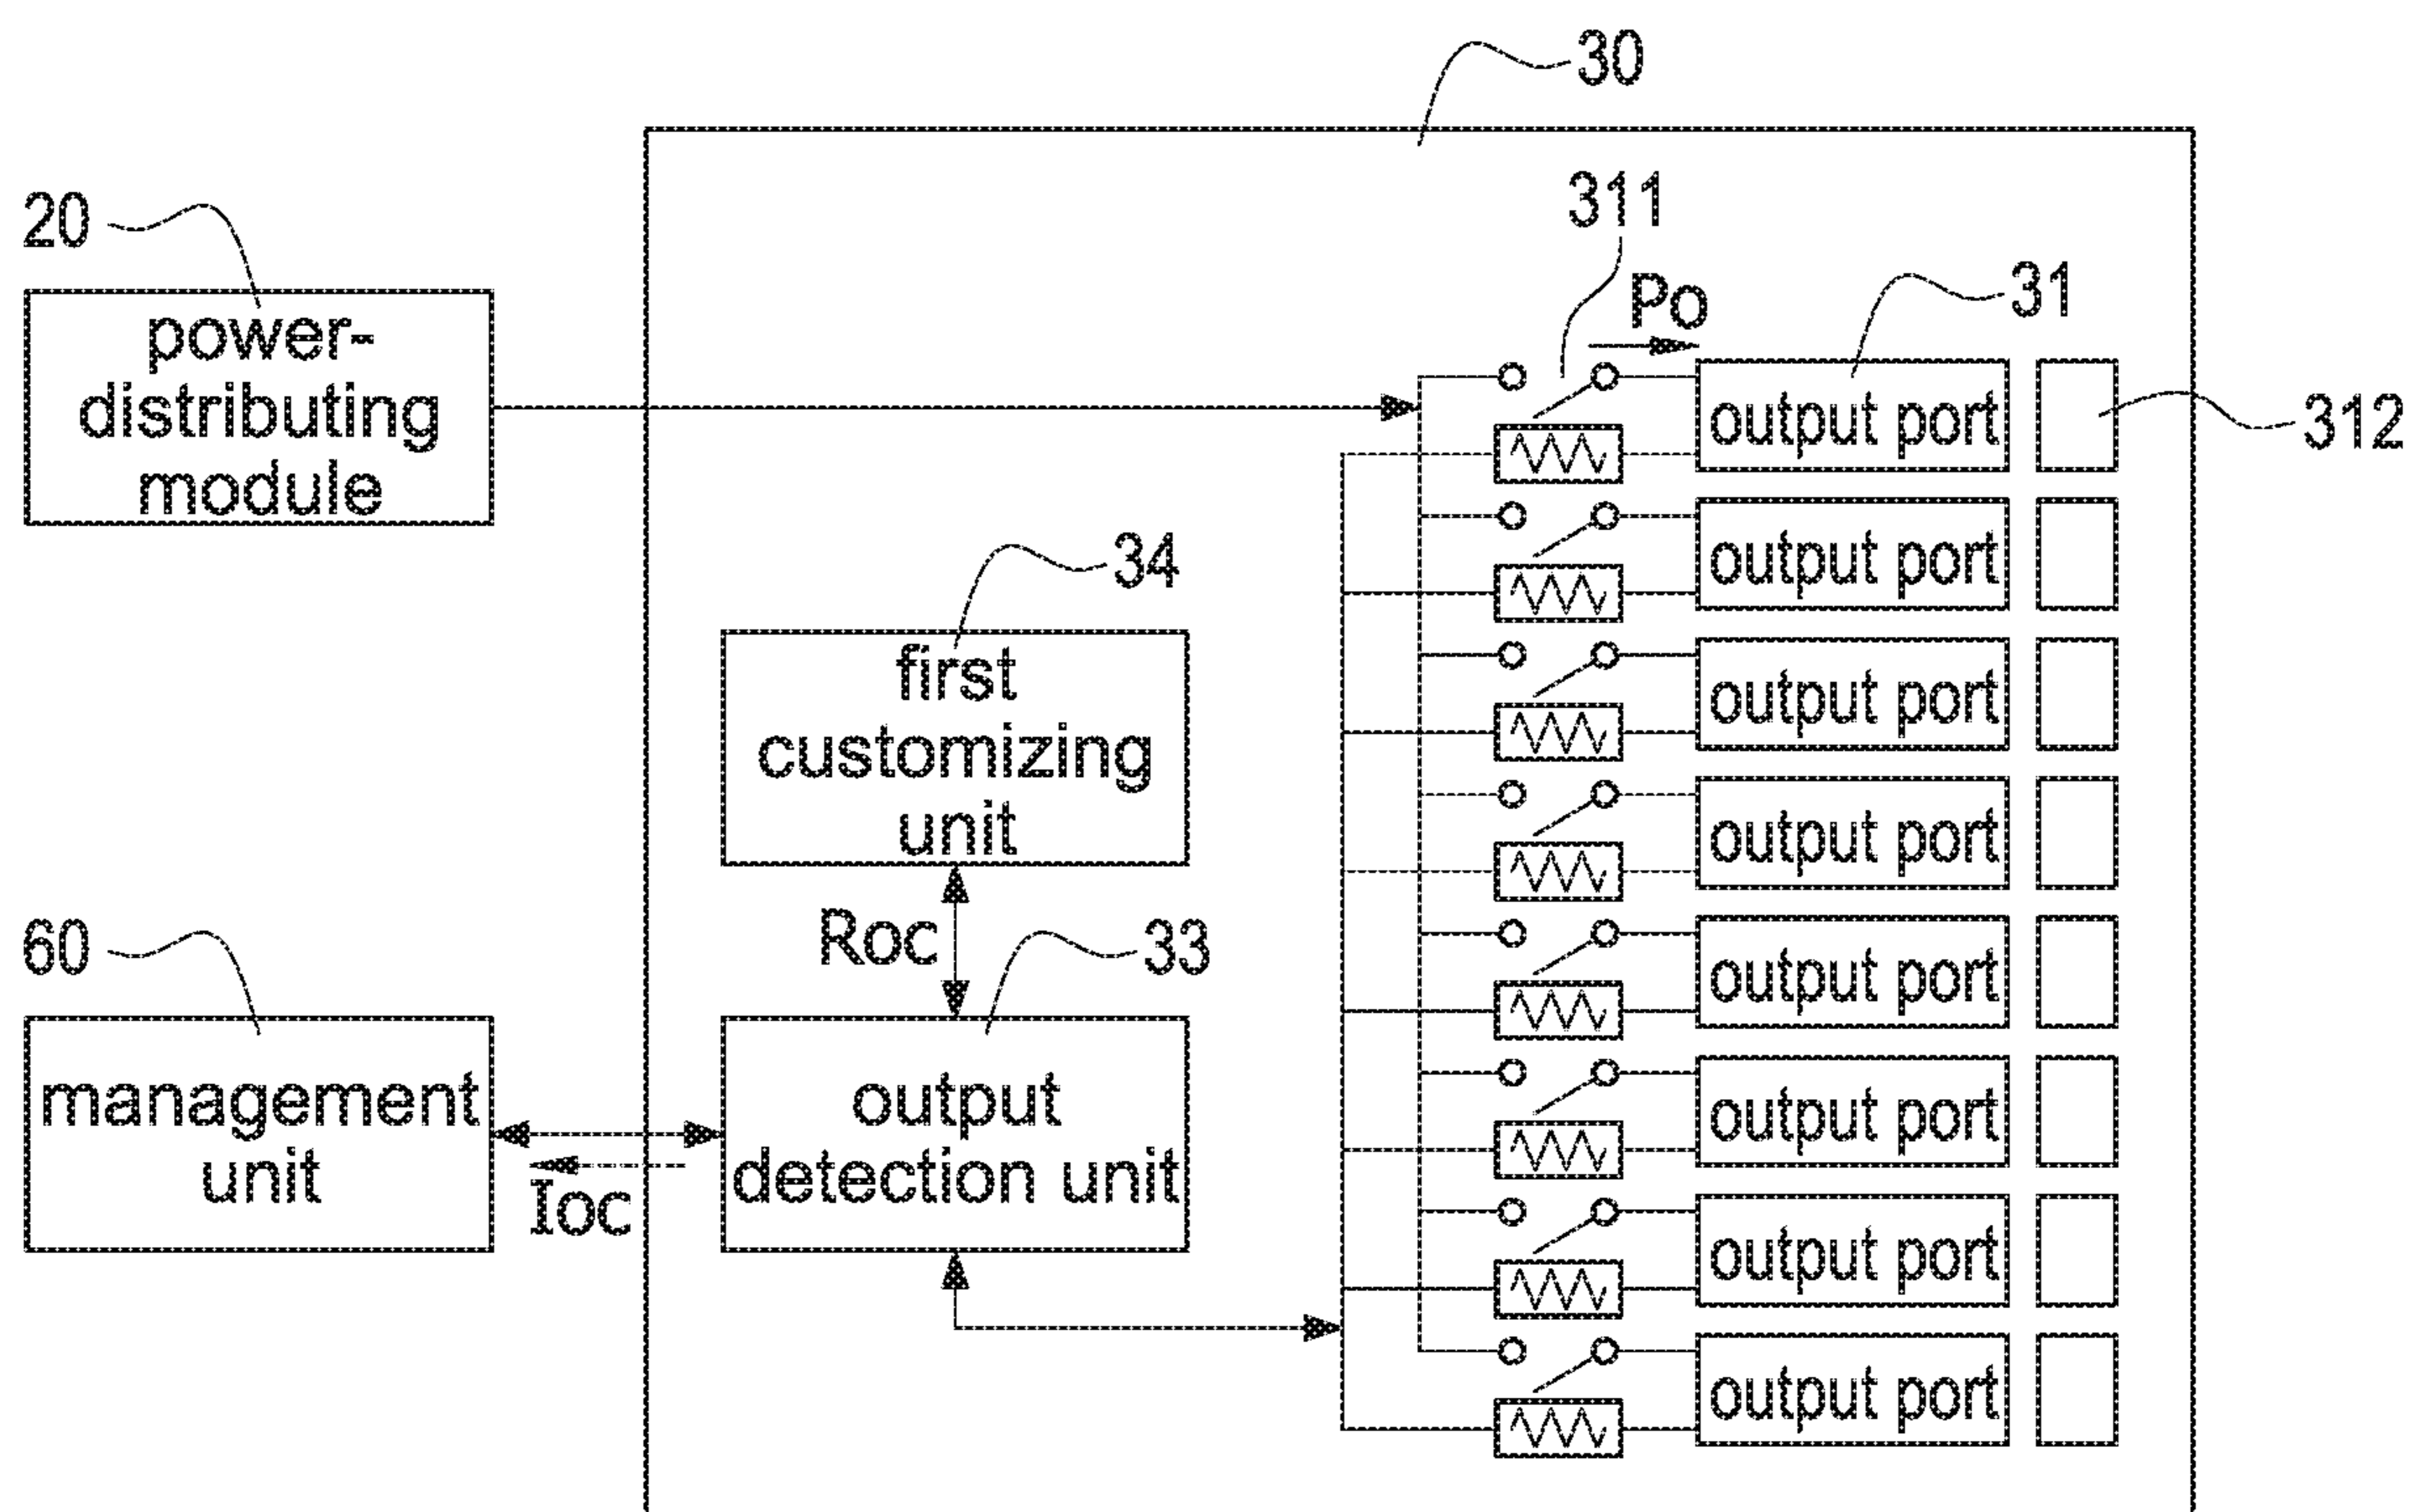 30
20
311
Po
31
power-
distributing
module
output port
312
output port
34
first
customizing
unit
output port
output port
Roc
60
33
output port
management
unit
output
detection unit
Ioc
output port
output port
output port